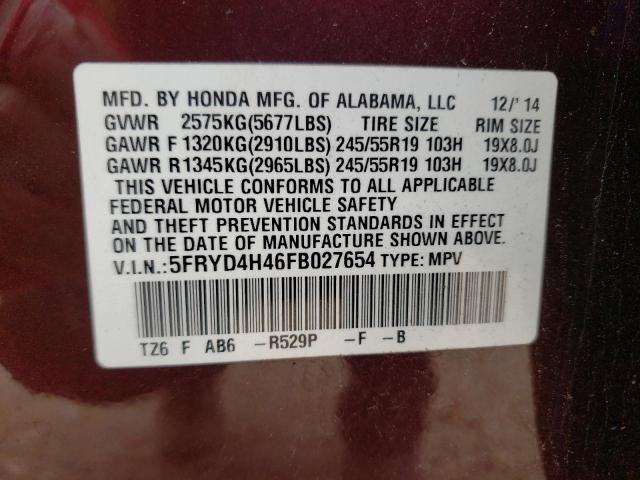 MFD. BY HONDA MFG. OF ALABAMA, LLC 12/'14
GVWR 2575KG(5677LBS) TIRE SIZE RIM SIZE
GAWR F 1320KG(2910LBS) 245/55R19 103H 19X8.0J
GAWR R1345KG(2965LBS) 245/55R19 103H 19X8.0J
THIS VEHICLE CONFORMS TO ALL APPLICABLE
FEDERAL MOTOR VEHICLE SAFETY
AND THEFT PREVENTION STANDARDS IN EFFECT
ON THE DATE OF MANUFACTURE SHOWN ABOVE.
V.I.N.:5FRYD4H46FB027654 TYPE: MPV
TZ6 F AB6 -R529P -F -B